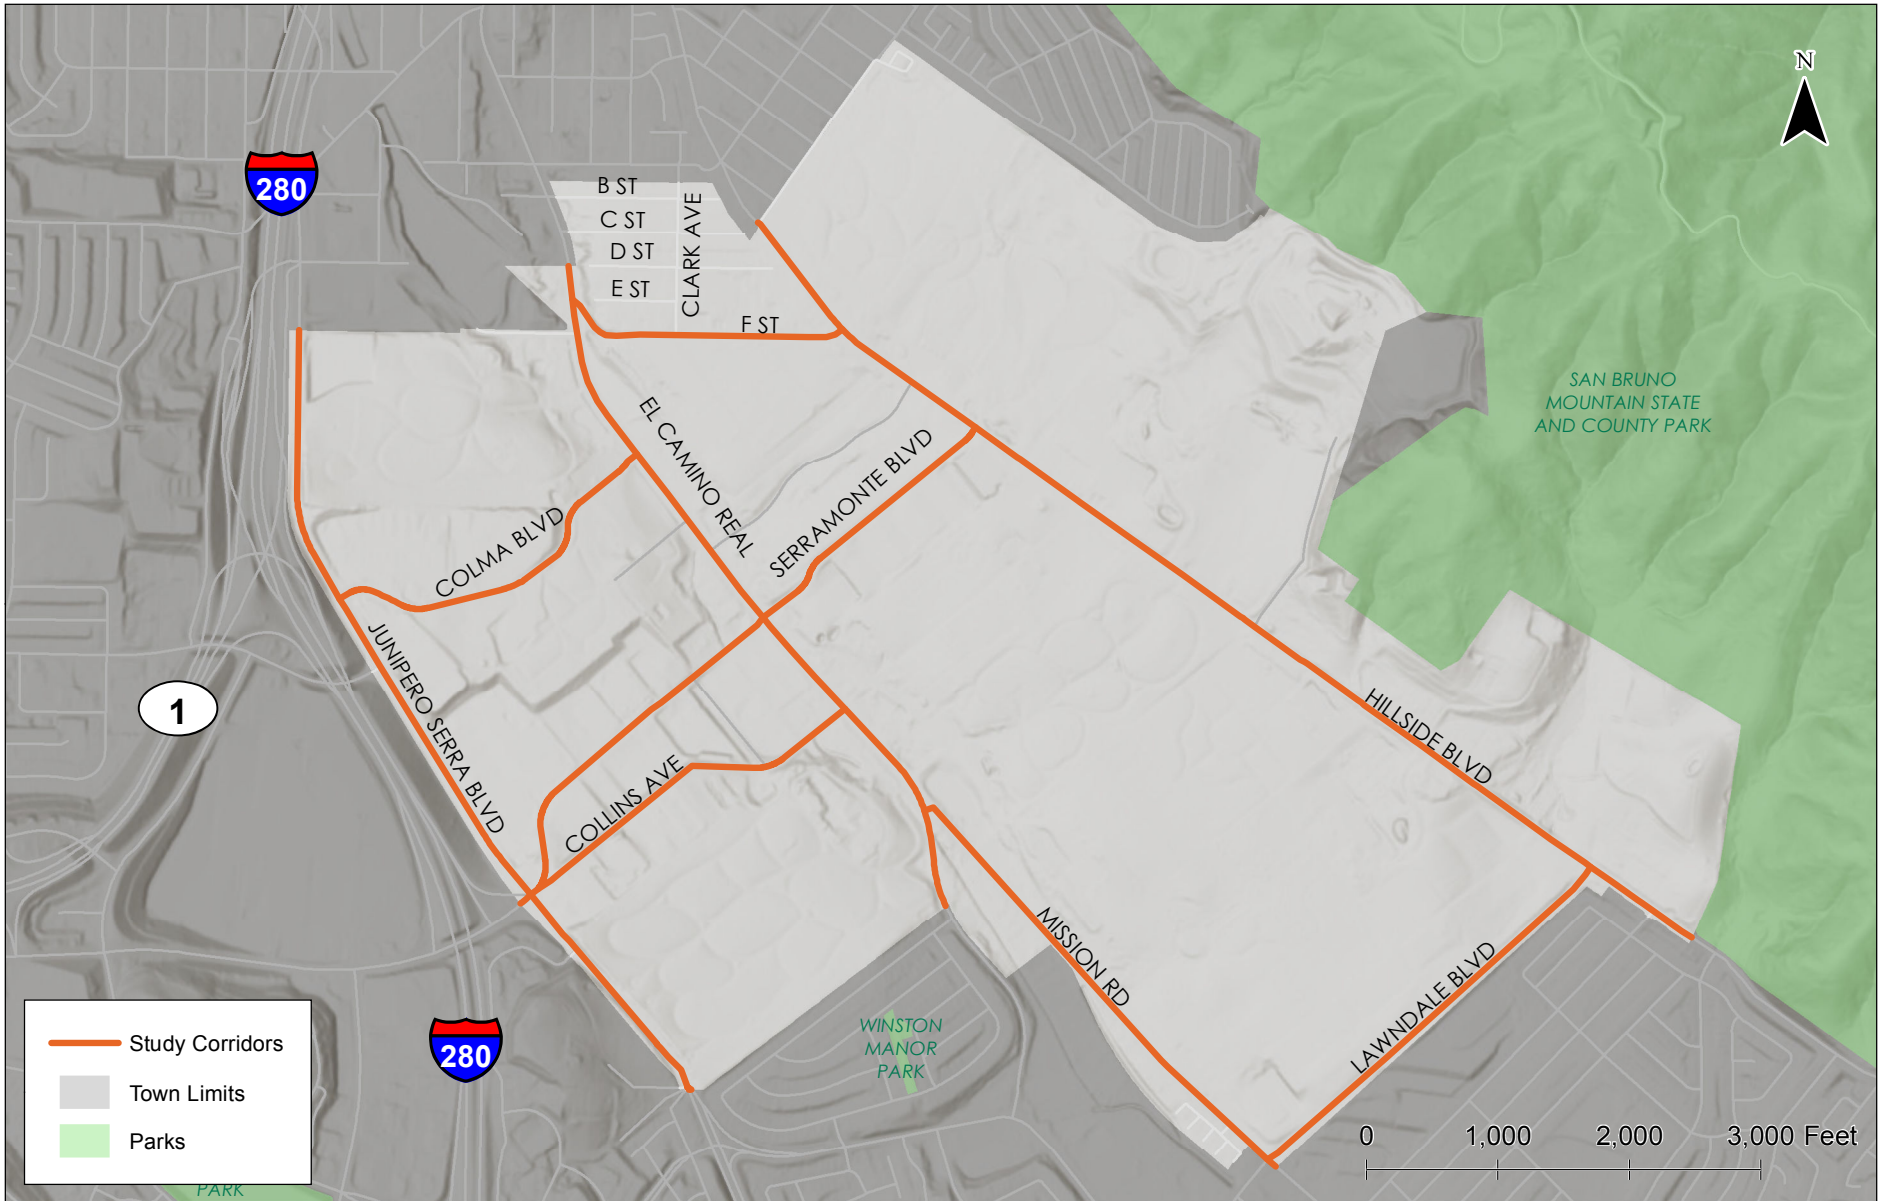 N
280
B ST
C ST
D ST
E ST
CLARK AVE
F ST
EL CAMINO REAL
SERRAMONTE BLVD
COLMA BLVD
SAN BRUNO
MOUNTAIN STATE
AND COUNTY PARK
JUNIPERO SERRA BLVD
1
COLLINS AVE
HILLSIDE BLVD
MISSION RD
LAWNDALE BLVD
WINSTON
MANOR
PARK
280
Study Corridors
Town Limits
Parks
PARK
0 1,000 2,000 3,000 Feet